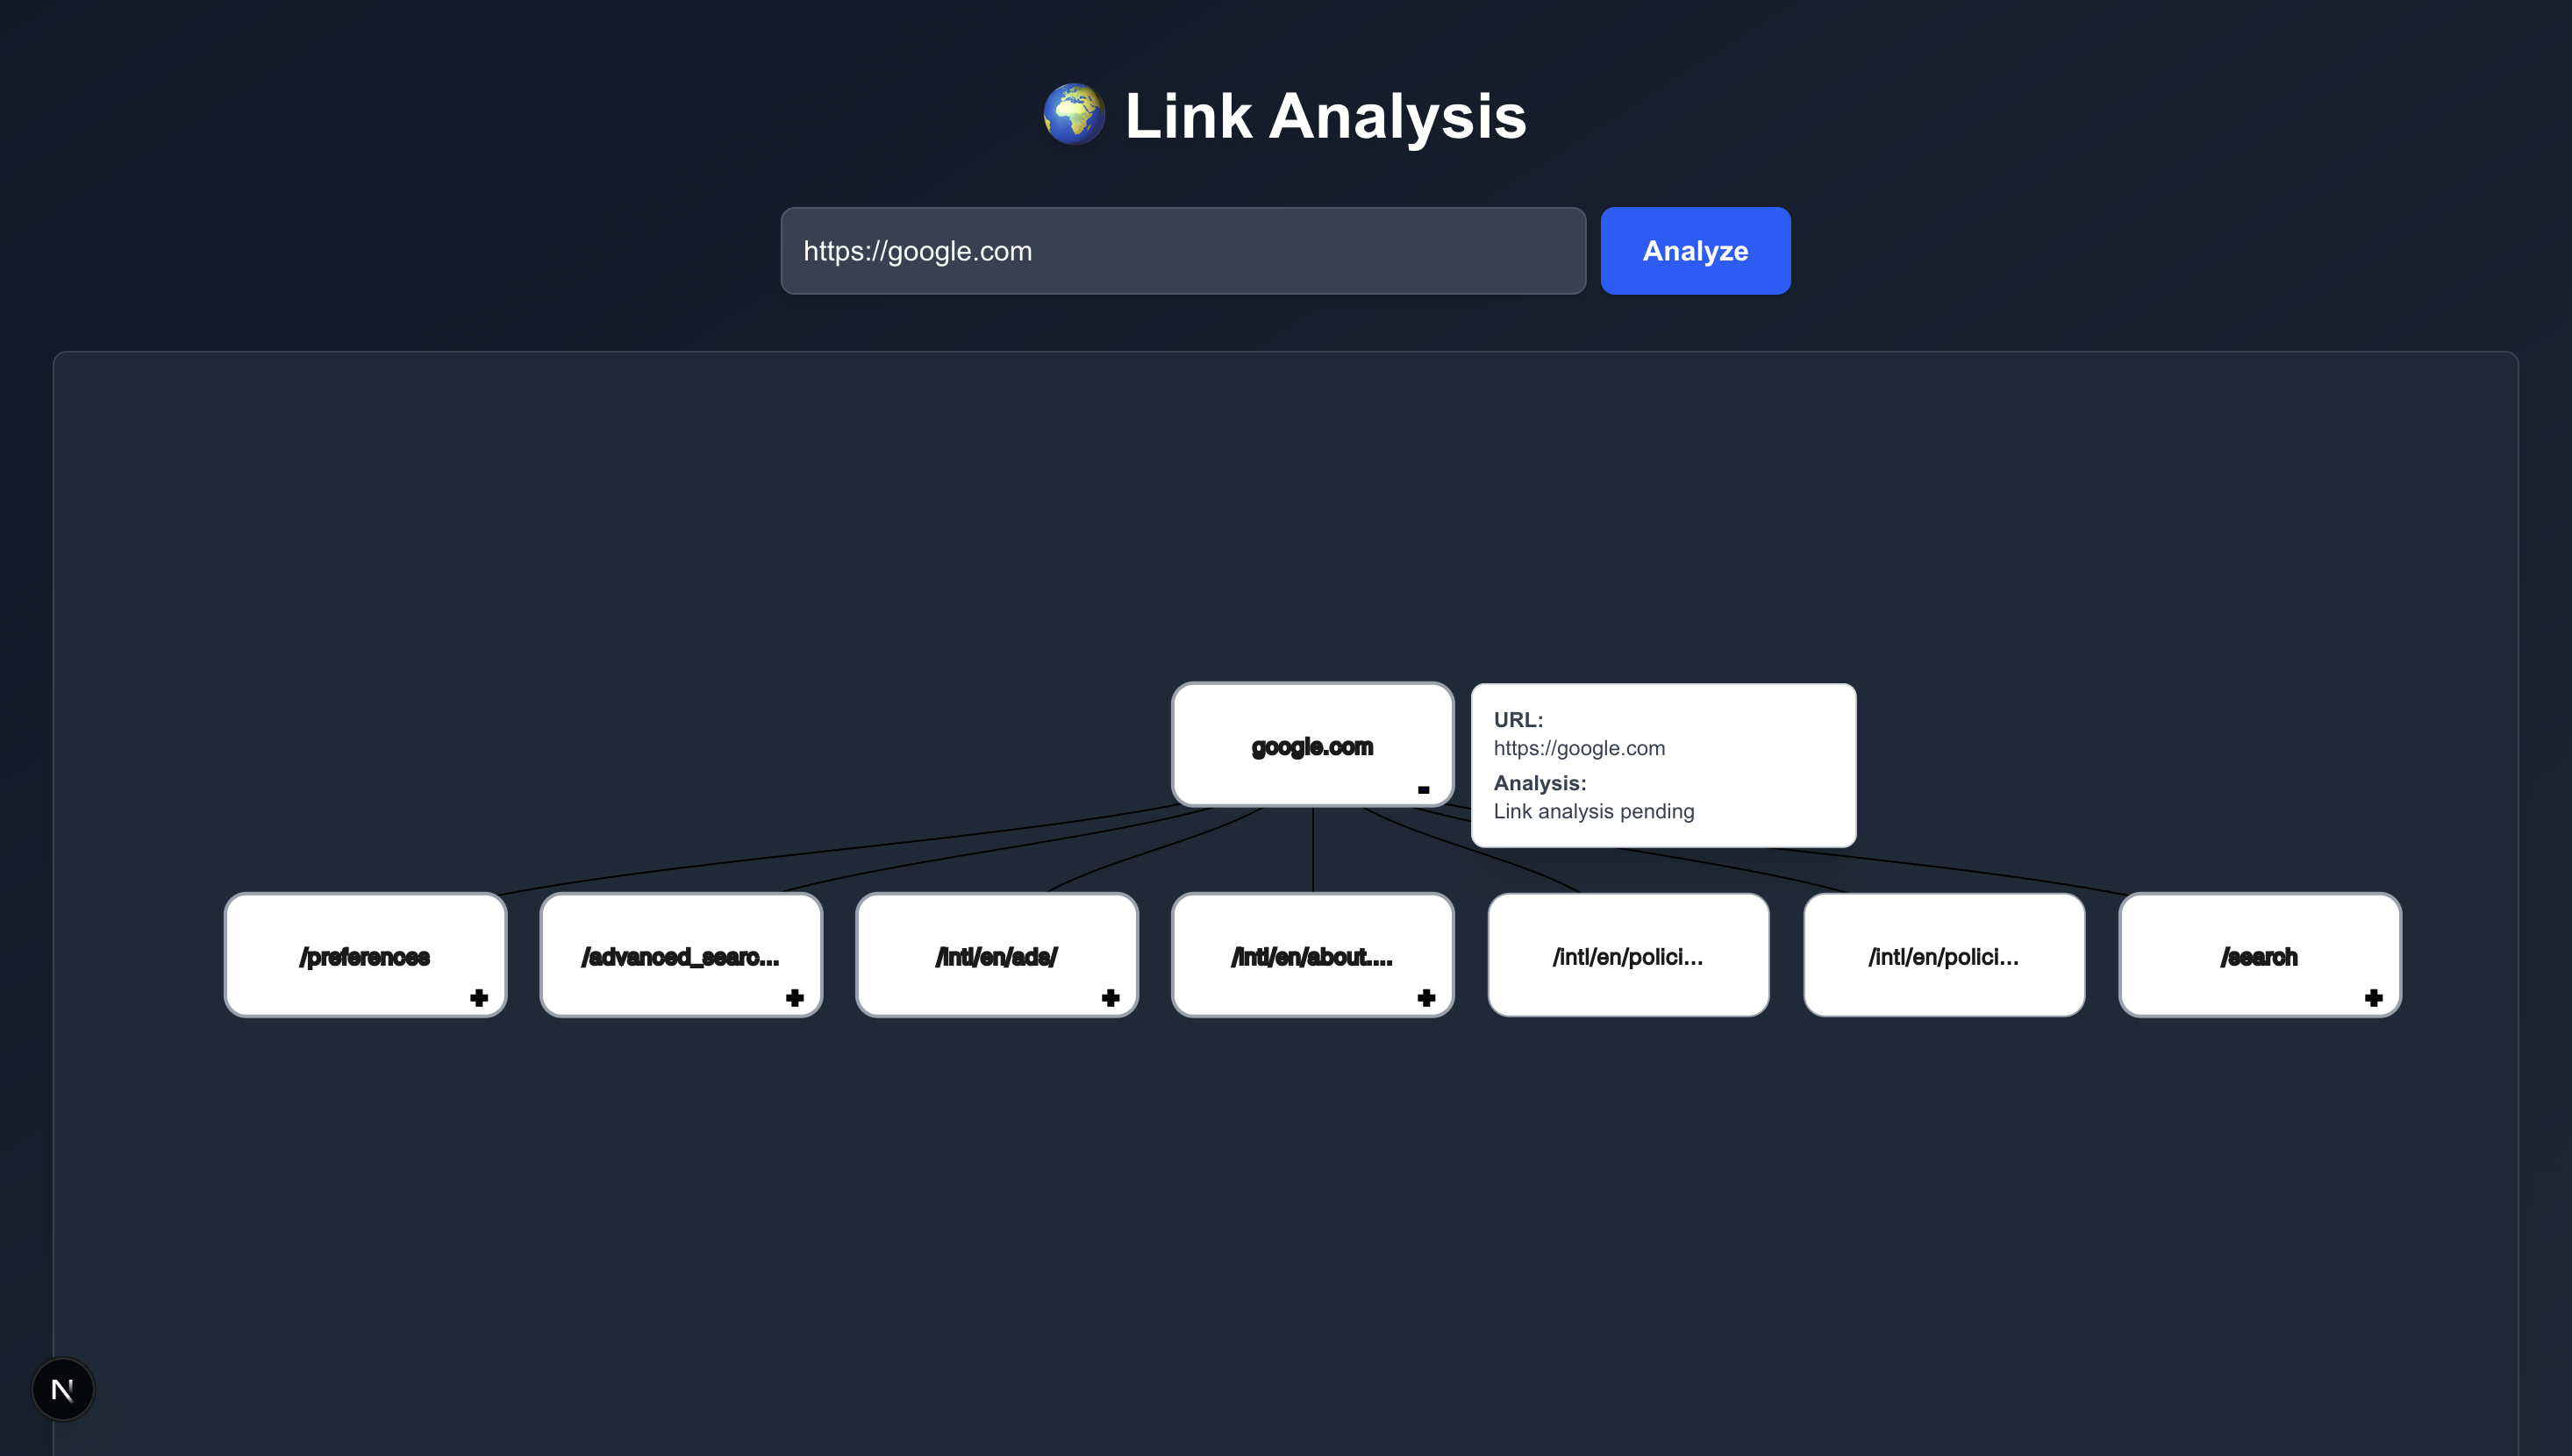 Link Analysis
https://google.com
Analyze
google.com
-
URL:
https://google.com
Analysis:
Link analysis pending
/preferences
+
/advanced_searc...
+
/intl/en/ads/
+
/intl/en/about....
+
/intl/en/polici...
/intl/en/polici...
/search
+
N